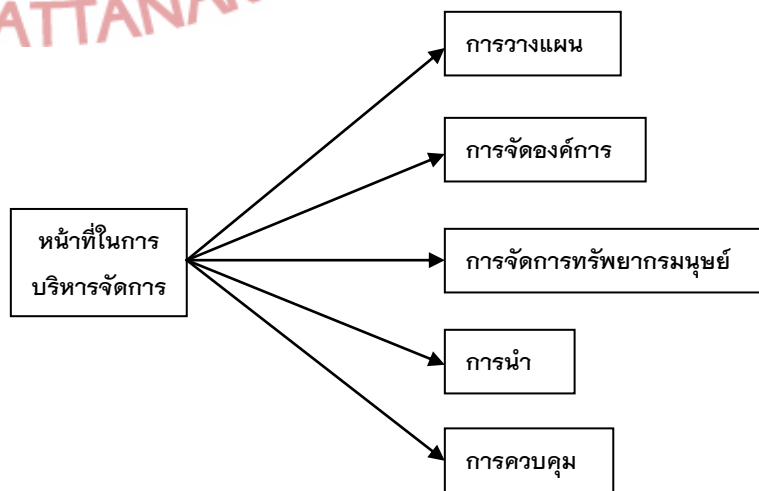 การวางแผน
การจัดองค์การ
หน้าที่ในการ
บริหารจัดการ
การจัดการทรัพยากรมนุษย์
การนำ
การควบคุม